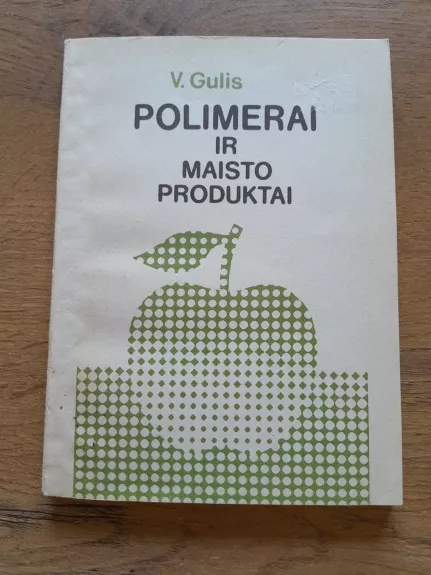 V. Gulis
POLIMERAI
IR
MAISTO
PRODUKTAI